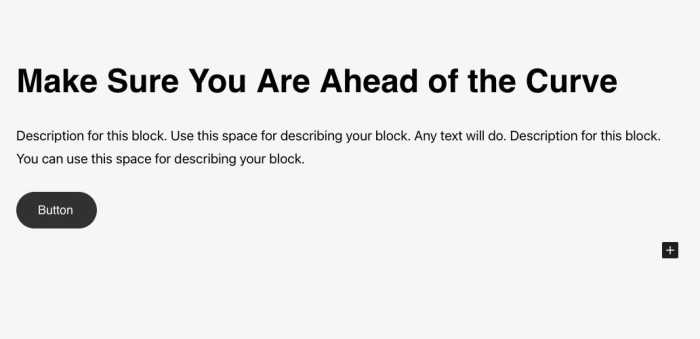 Make Sure You Are Ahead of the Curve
Description for this block. Use this space for describing your block. Any text will do. Description for this block.
You can use this space for describing your block.
Button